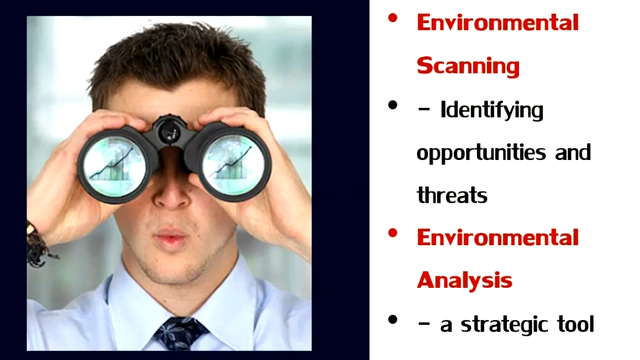 • Environmental
Scanning
• – Identifying
opportunities and
threats
• Environmental
Analysis
• – a strategic tool